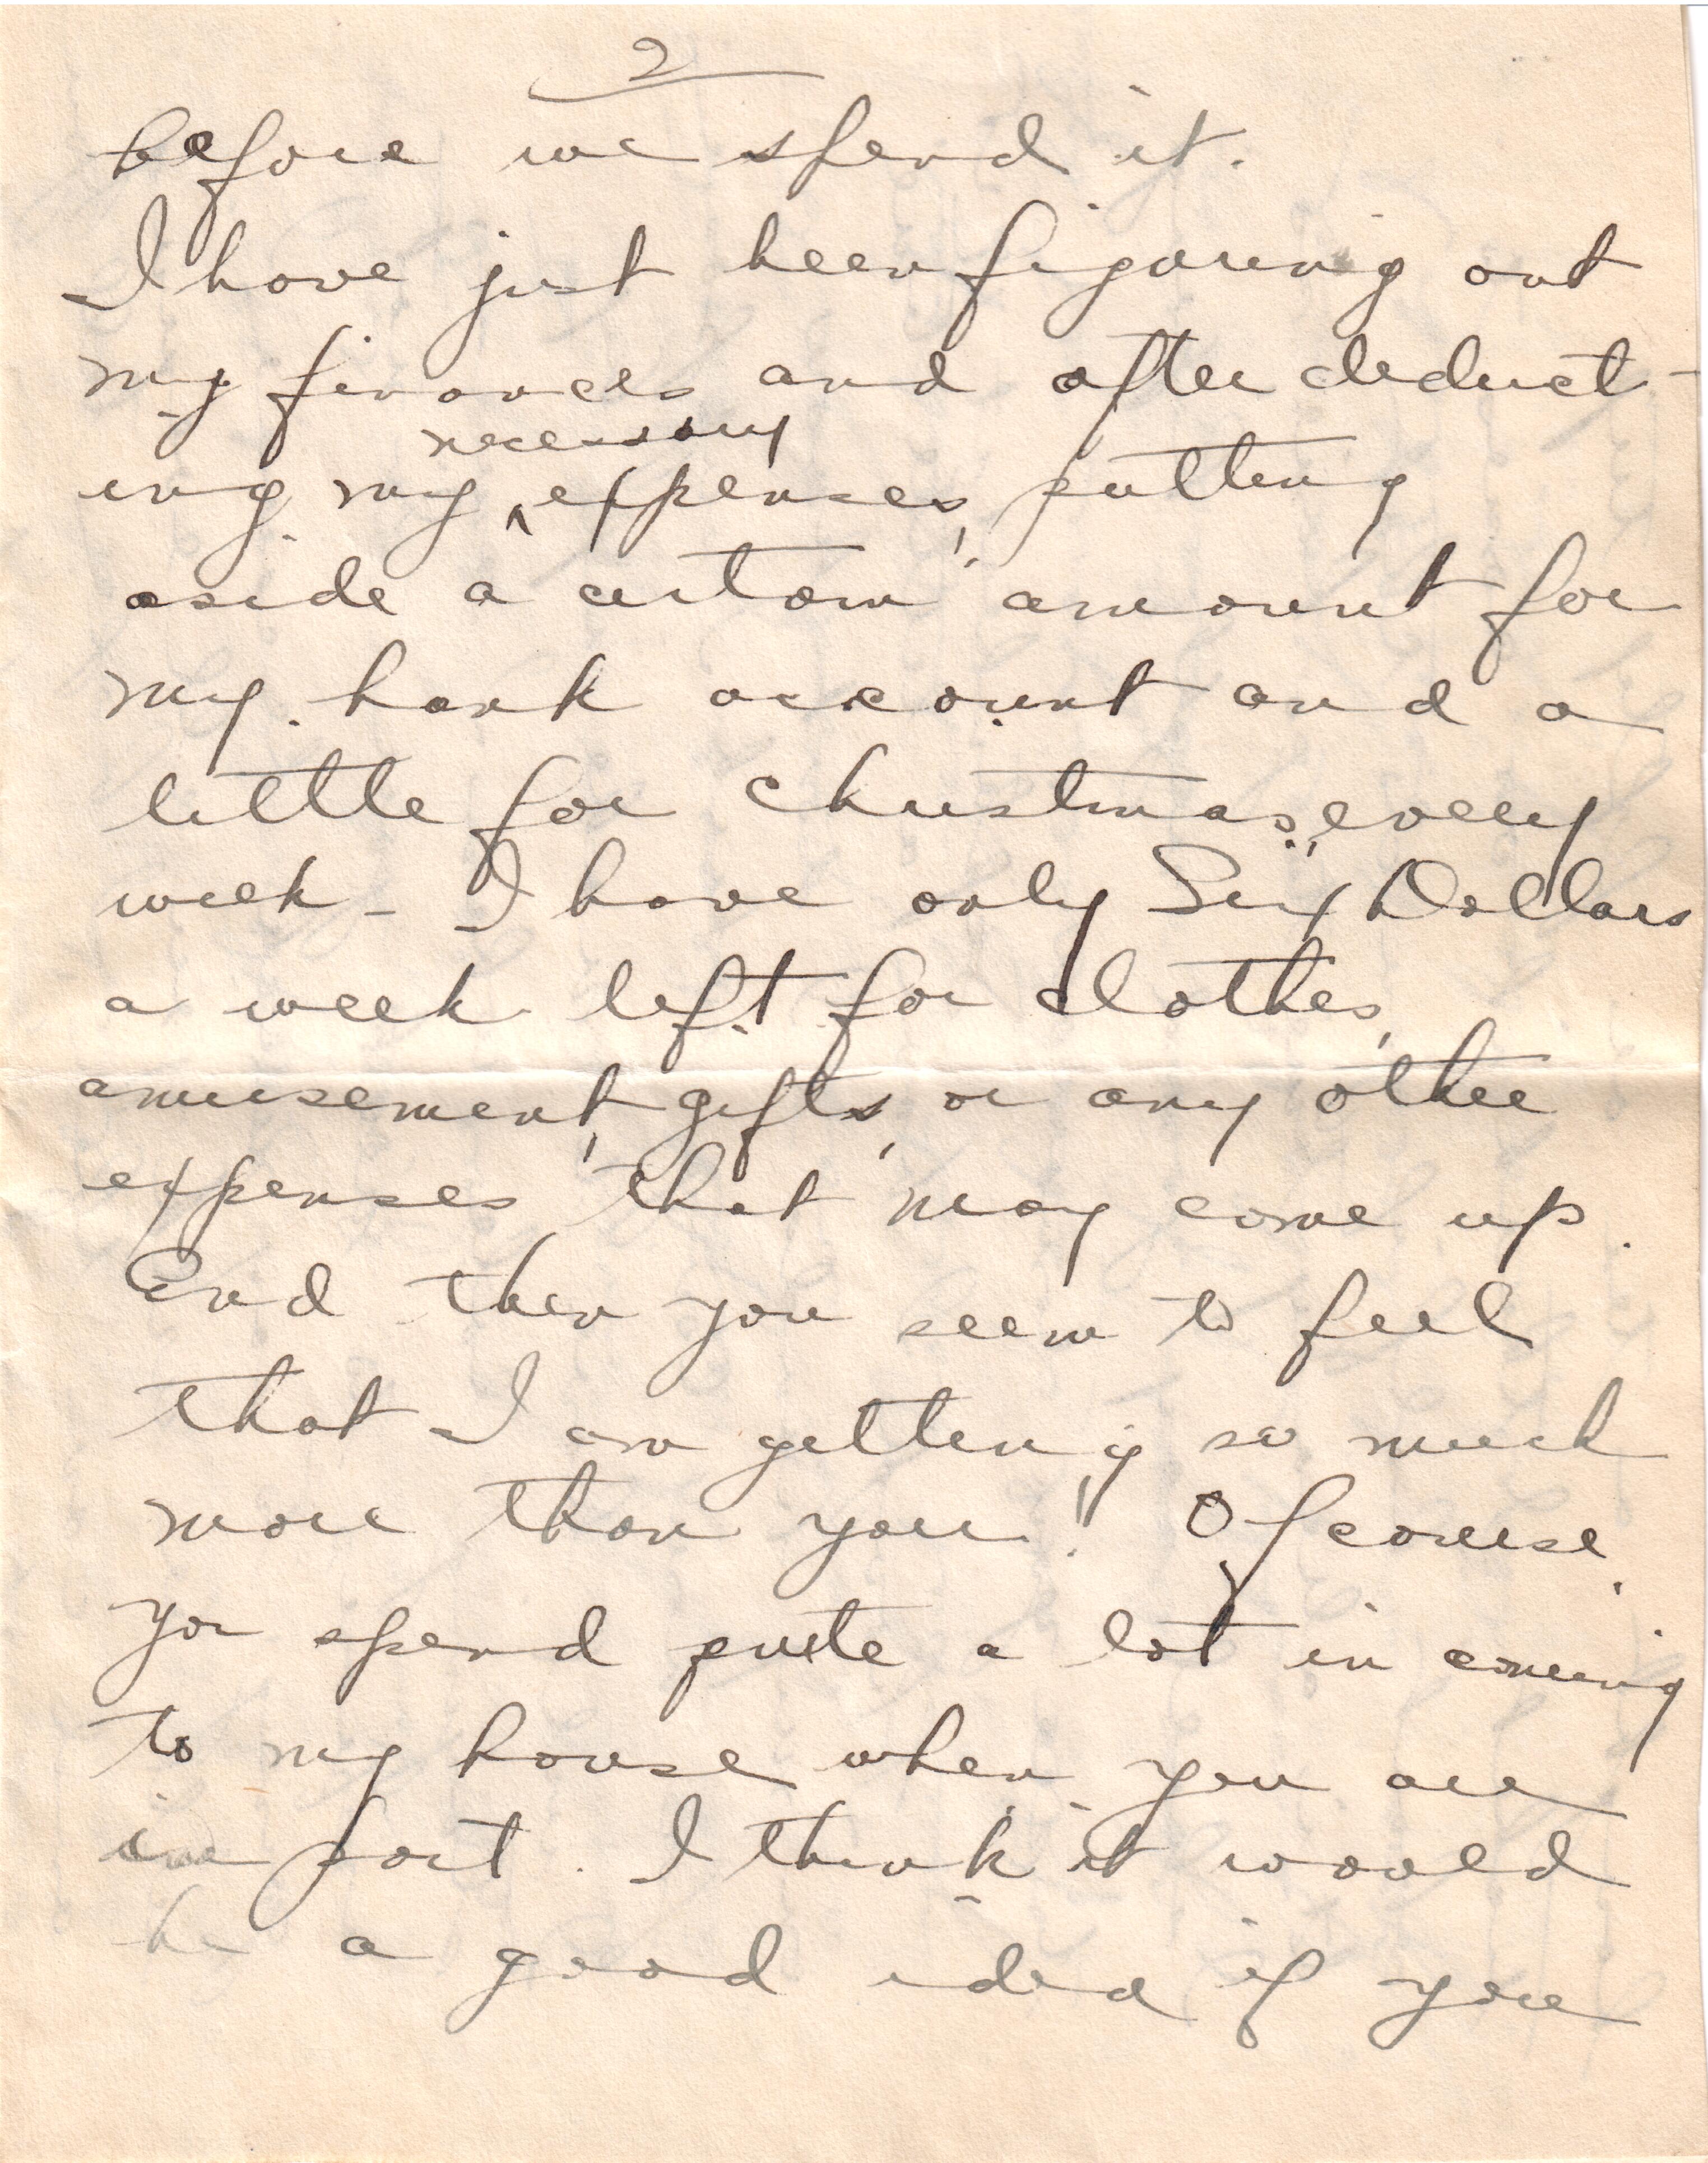 2
before we spend it.
I have just been figuring out
my finances and after deduct-
necessary
ing my ^ expenses, putting
aside a certain amount for
my bank account and a
little for Christmas, every
week - I have only Six Dollars
a week left for clothes,
amusement, gifts, or any other
expenses that may come up.
And then you seem to feel
that I am getting so much
more than you! Of course,
you spend quite a lot in coming
to my house when you are
in port. I think it would
be a good idea if you